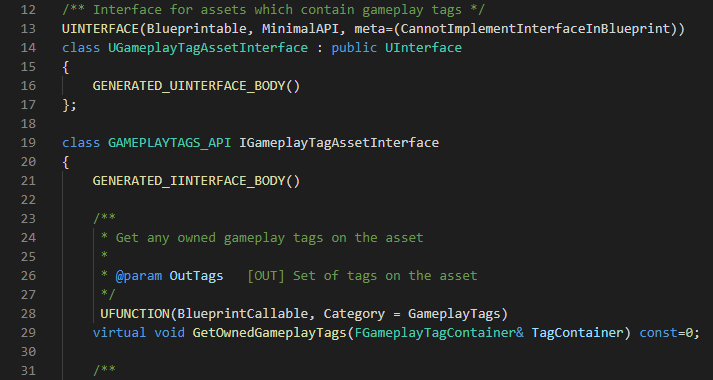 12 /** Interface for assets which contain gameplay tags */
13 UINTERFACE(Blueprintable, MinimalAPI, meta=(CannotImplementInterfaceInBlueprint))
14 class UGameplayTagAssetInterface : public UInterface
15 {
16 GENERATED_UINTERFACE_BODY()
17 };
18
19 class GAMEPLAYTAGS_API IGameplayTagAssetInterface
20 {
21 GENERATED_IINTERFACE_BODY()
22
23 /**
24 * Get any owned gameplay tags on the asset
25 *
26 * @param OutTags [OUT] Set of tags on the asset
27 */
28 UFUNCTION(BlueprintCallable, Category = GameplayTags)
29 virtual void GetOwnedGameplayTags(FGameplayTagContainer& TagContainer) const=0;
30
31 /**